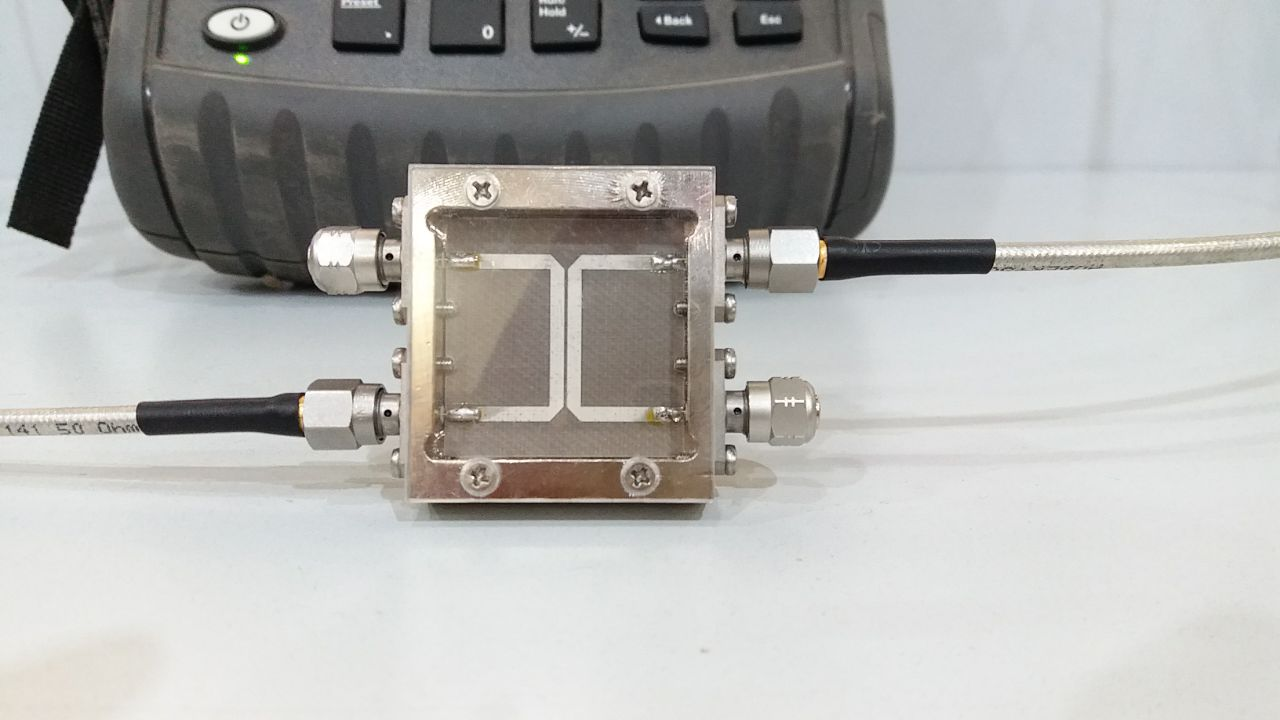 Preset
.
0
Hold
+/-
Back
Esc
141 50 Ohm